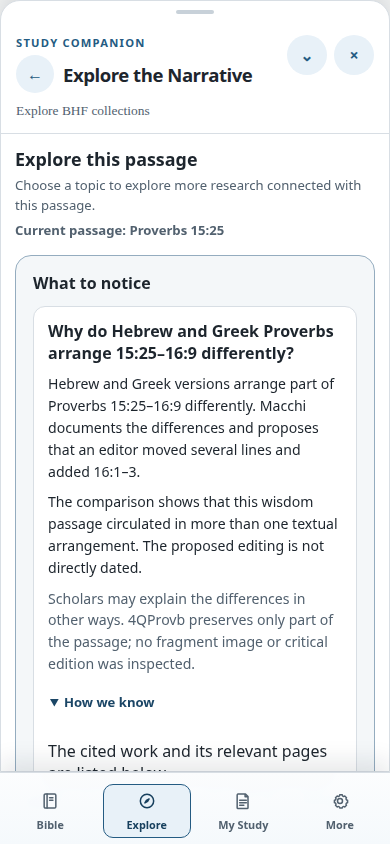 STUDY COMPANION
← Explore the Narrative
Explore BHF collections
Explore this passage
Choose a topic to explore more research connected with
this passage.
Current passage: Proverbs 15:25
What to notice
Why do Hebrew and Greek Proverbs
arrange 15:25–16:9 differently?
Hebrew and Greek versions arrange part of
Proverbs 15:25–16:9 differently. Macchi
documents the differences and proposes
that an editor moved several lines and
added 16:1–3.
The comparison shows that this wisdom
passage circulated in more than one textual
arrangement. The proposed editing is not
directly dated.
Scholars may explain the differences in
other ways. 4QProvb preserves only part of
the passage; no fragment image or critical
edition was inspected.
▼ How we know
The cited work and its relevant pages
are listed below
Bible
Explore
My Study
More